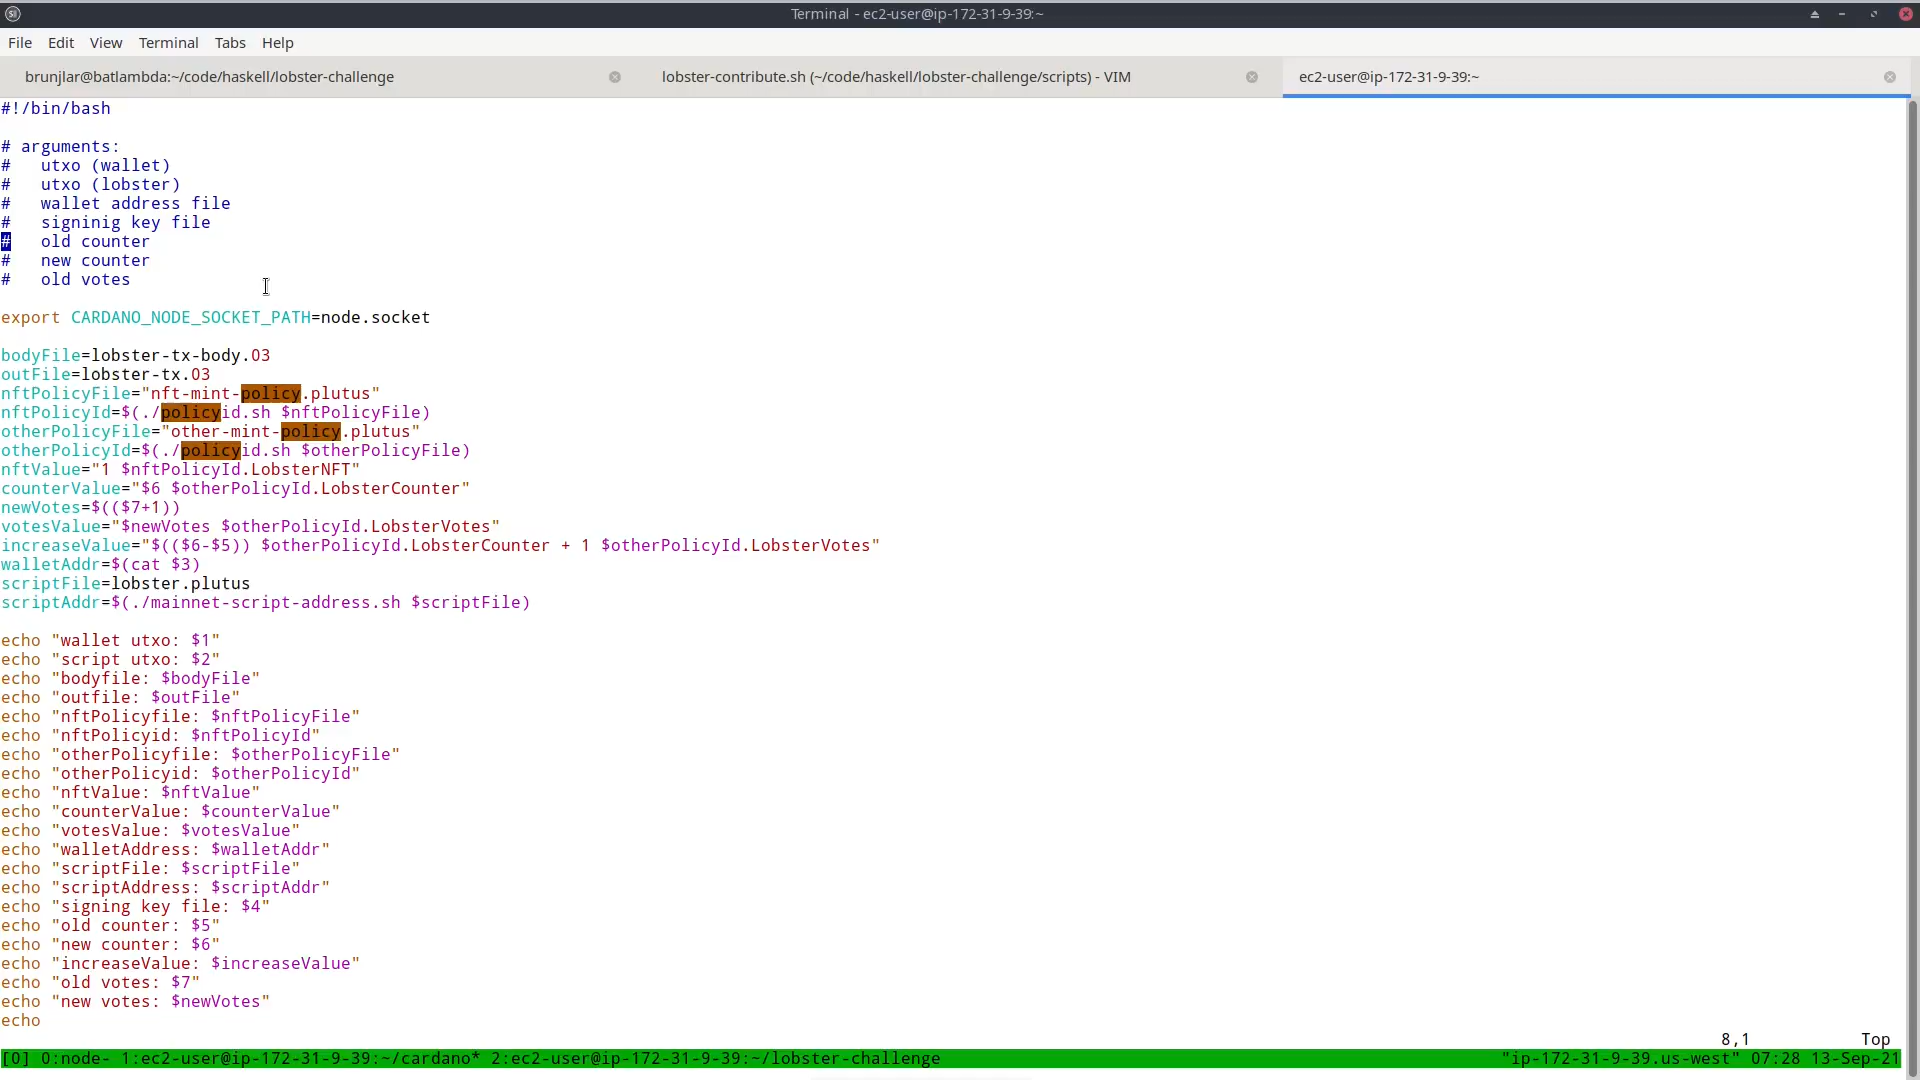 Terminal - ec2-user@ip-172-31-9-39:~
File Edit View Terminal Tabs Help
brunjlar@batlambda:~/code/haskell/lobster-challenge lobster-contribute.sh (~/code/haskell/lobster-challenge/scripts) - VIM ec2-user@ip-172-31-9-39:~
#!/bin/bash
# arguments:
#   utxo (wallet)
#   utxo (lobster)
#   wallet address file
#   signinig key file
#   old counter
#   new counter
#   old votes
export CARDANO_NODE_SOCKET_PATH=node.socket
bodyFile=lobster-tx-body.03
outFile=lobster-tx.03
nftPolicyFile="nft-mint-policy.plutus"
nftPolicyId=$(./policyid.sh $nftPolicyFile)
otherPolicyFile="other-mint-policy.plutus"
otherPolicyId=$(./policyid.sh $otherPolicyFile)
nftValue="1 $nftPolicyId.LobsterNFT"
counterValue="$6 $otherPolicyId.LobsterCounter"
newVotes=$(($7+1))
votesValue="$newVotes $otherPolicyId.LobsterVotes"
increaseValue="$(($6-$5)) $otherPolicyId.LobsterCounter + 1 $otherPolicyId.LobsterVotes"
walletAddr=$(cat $3)
scriptFile=lobster.plutus
scriptAddr=$(./mainnet-script-address.sh $scriptFile)
echo "wallet utxo: $1"
echo "script utxo: $2"
echo "bodyfile: $bodyFile"
echo "outfile: $outFile"
echo "nftPolicyfile: $nftPolicyFile"
echo "nftPolicyid: $nftPolicyId"
echo "otherPolicyfile: $otherPolicyFile"
echo "otherPolicyid: $otherPolicyId"
echo "nftValue: $nftValue"
echo "counterValue: $counterValue"
echo "votesValue: $votesValue"
echo "walletAddress: $walletAddr"
echo "scriptFile: $scriptFile"
echo "scriptAddress: $scriptAddr"
echo "signing key file: $4"
echo "old counter: $5"
echo "new counter: $6"
echo "increaseValue: $increaseValue"
echo "old votes: $7"
echo "new votes: $newVotes"
echo
8,1 Top
[0] 0:node- 1:ec2-user@ip-172-31-9-39:~/cardano* 2:ec2-user@ip-172-31-9-39:~/lobster-challenge "ip-172-31-9-39.us-west" 07:28 13-Sep-21